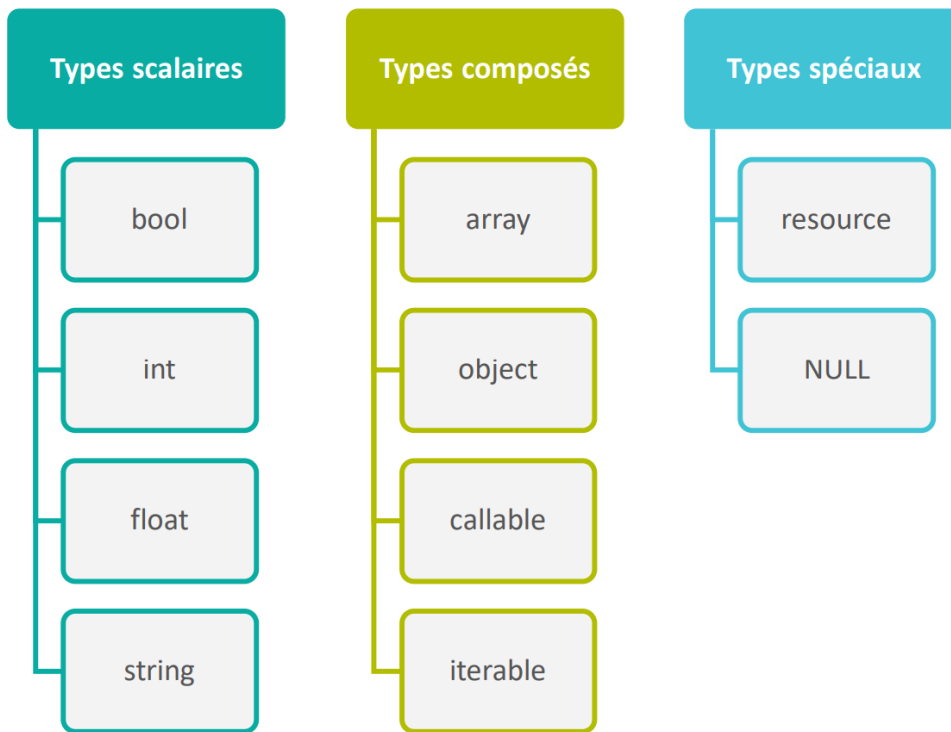 Types scalaires
bool
int
float
string
Types composés
array
object
callable
iterable
Types spéciaux
resource
NULL